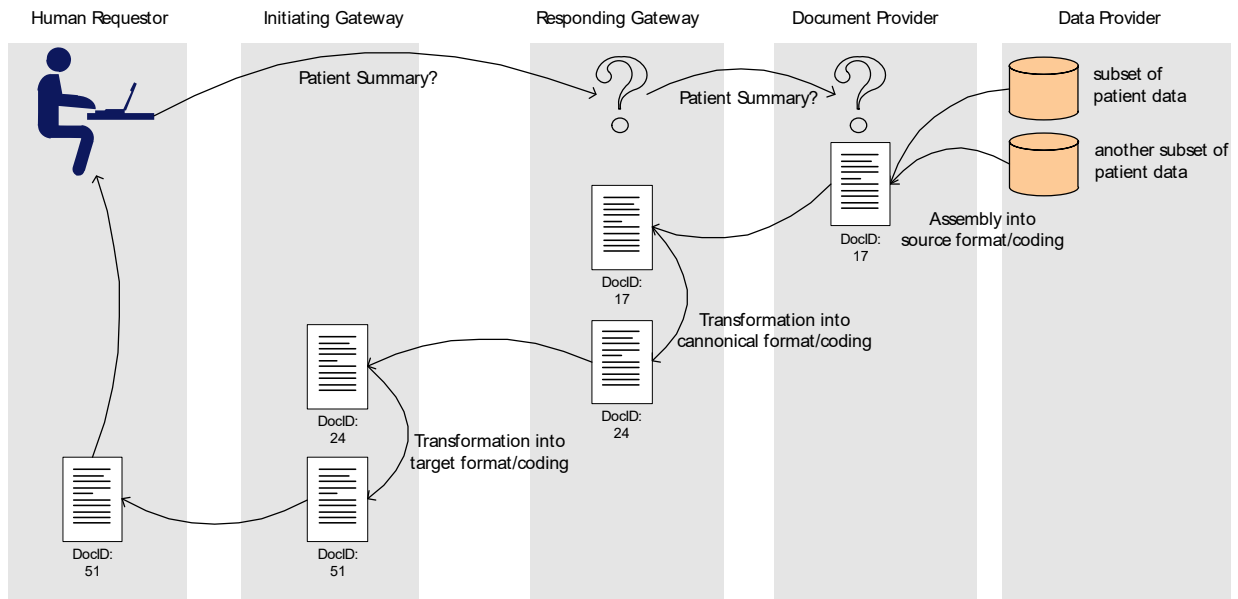 Human Requestor
Initiating Gateway
Responding Gateway
Document Provider
Data Provider
Patient Summary?
Patient Summary?
subset of
patient data
another subset of
patient data
Assembly into
source format/coding
DocID:
17
DocID:
17
Transformation into
cannonical format/coding
DocID:
24
DocID:
24
Transformation into
target format/coding
DocID:
51
DocID:
51